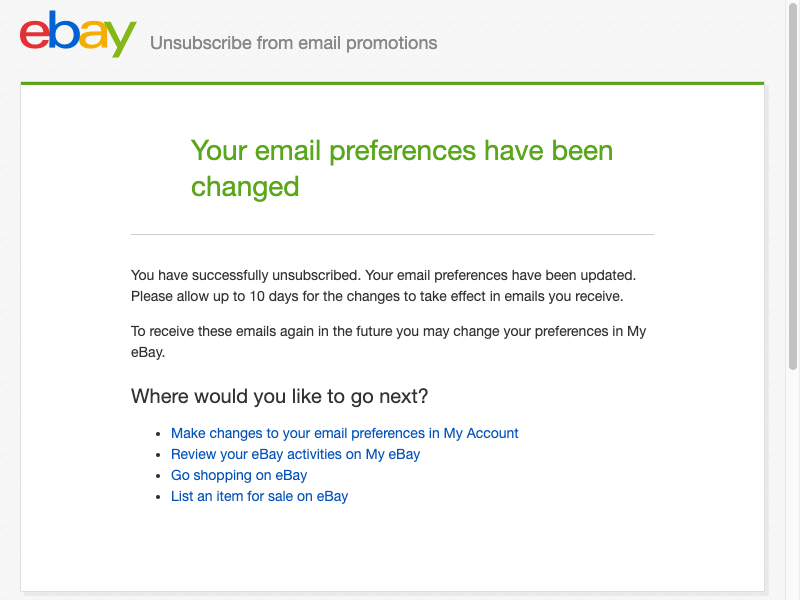 ebay Unsubscribe from email promotions
Your email preferences have been
changed
You have successfully unsubscribed. Your email preferences have been updated.
Please allow up to 10 days for the changes to take effect in emails you receive.
To receive these emails again in the future you may change your preferences in My
eBay.
Where would you like to go next?
• Make changes to your email preferences in My Account
• Review your eBay activities on My eBay
• Go shopping on eBay
• List an item for sale on eBay